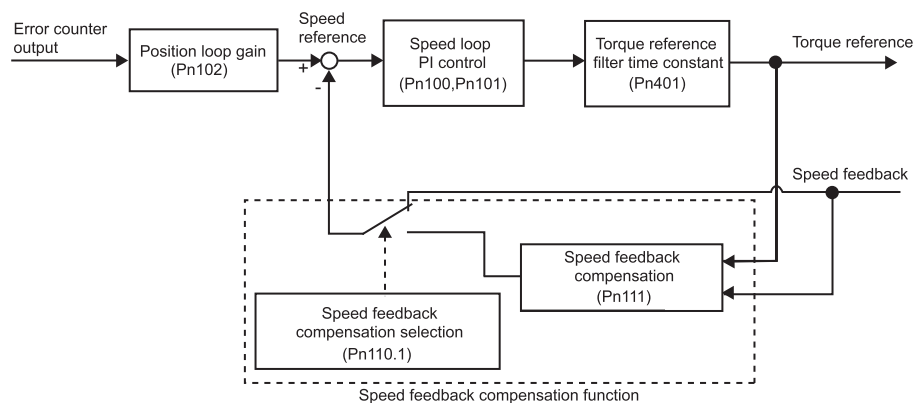 Error counter
output
Position loop gain
(Pn102)
Speed
reference
+
-
Speed loop
PI control
(Pn100,Pn101)
Torque reference
filter time constant
(Pn401)
Torque reference
Speed feedback
Speed feedback
compensation
(Pn111)
Speed feedback
compensation selection
(Pn110.1)
Speed feedback compensation function